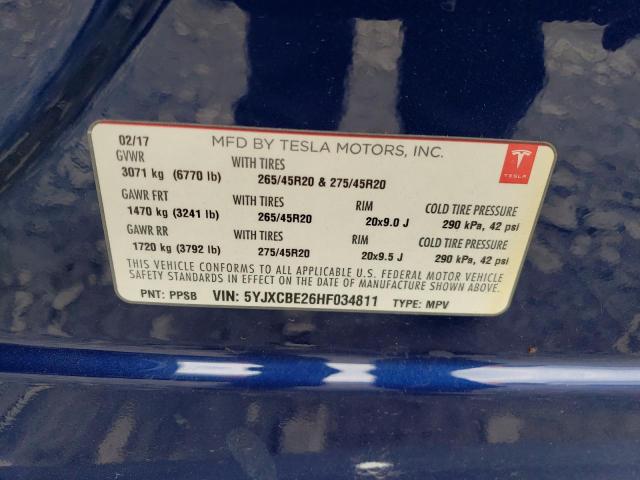 02/17 MFD BY TESLA MOTORS, INC.
GVWR WITH TIRES
3071 kg (6770 lb) 265/45R20 & 275/45R20
TESLA
GAWR FRT WITH TIRES RIM COLD TIRE PRESSURE
1470 kg (3241 lb) 265/45R20 20x9.0 J 290 kPa, 42 psi
GAWR RR WITH TIRES RIM COLD TIRE PRESSURE
1720 kg (3792 lb) 275/45R20 20x9.5 J 290 kPa, 42 psi
THIS VEHICLE CONFORMS TO ALL APPLICABLE U.S. FEDERAL MOTOR VEHICLE
SAFETY STANDARDS IN EFFECT ON THE DATE OF MANUFACTURE SHOWN ABOVE.
PNT: PPSB VIN: 5YJXCBE26HF034811 TYPE: MPV